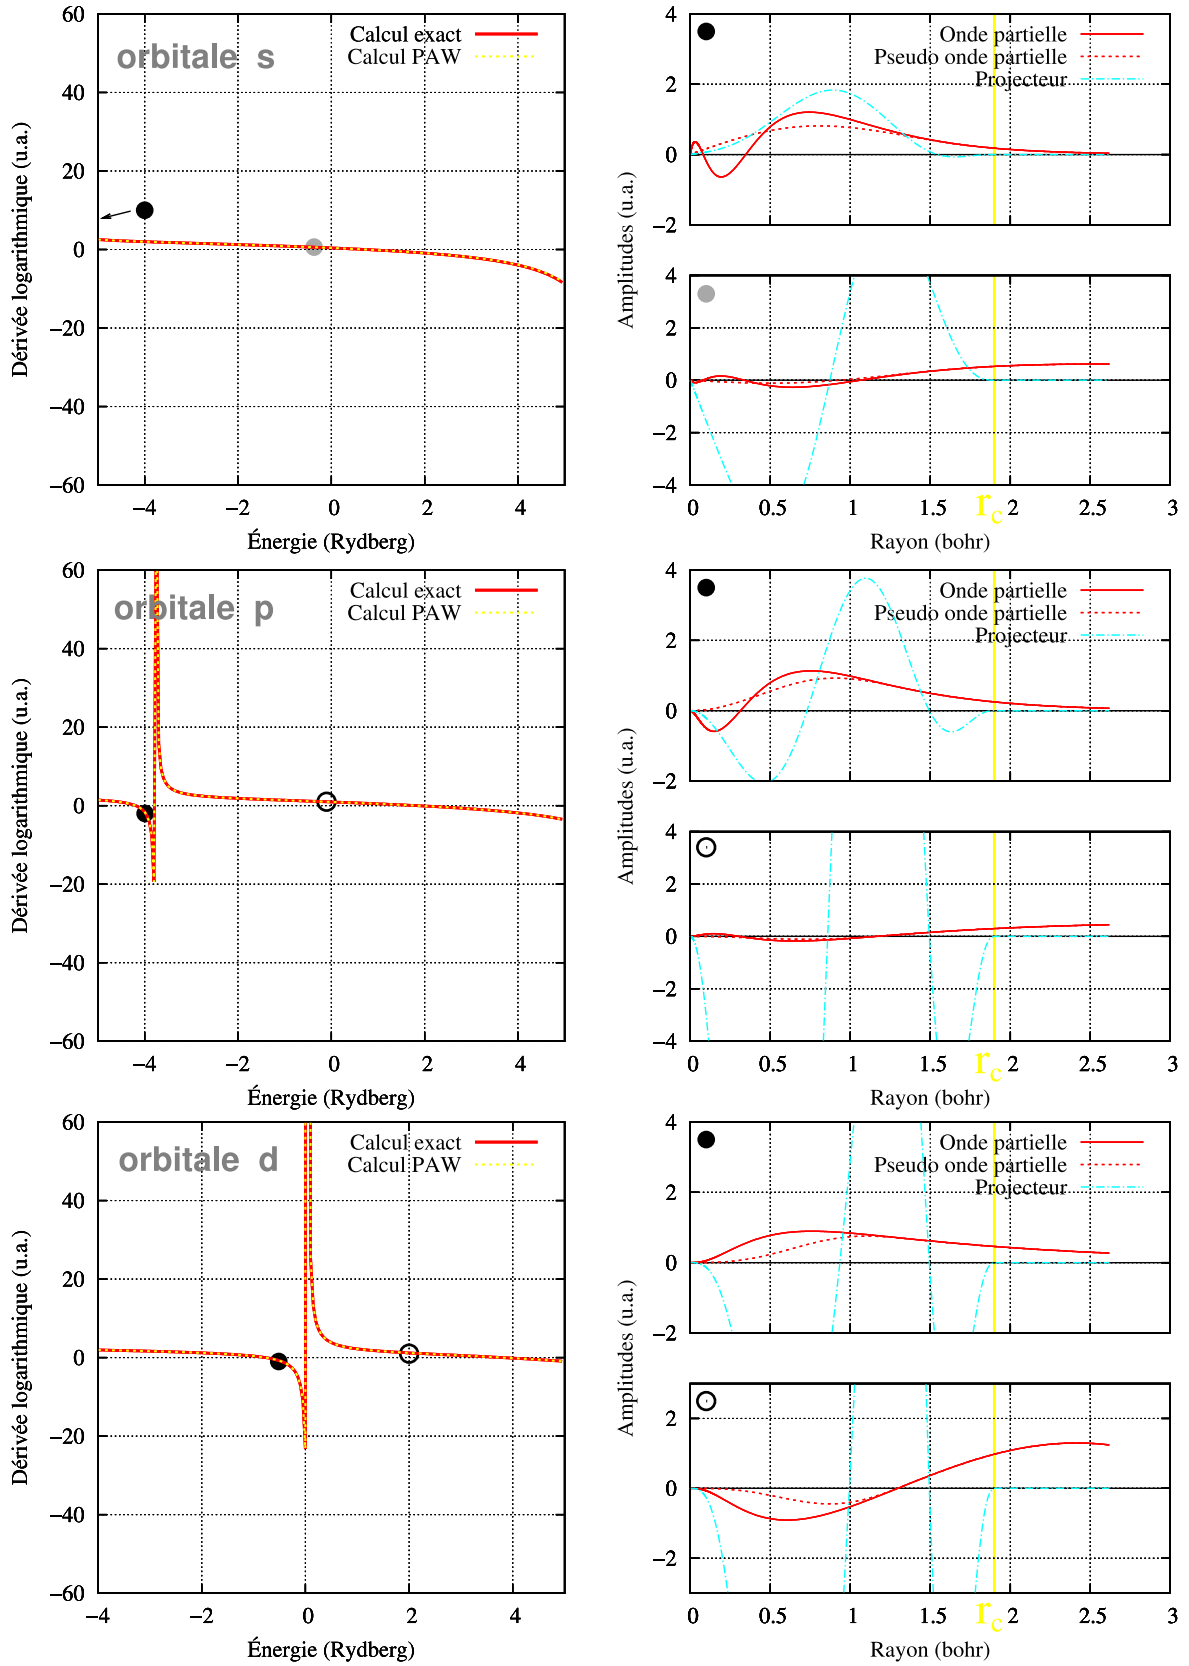 orbitale s
Calcul exact
Calcul PAW
Dérivée logarithmique (u.a.)
60
40
20
0
−20
−40
−60
−4 −2 0 2 4
Énergie (Rydberg)
Onde partielle
Pseudo onde partielle
Projecteur
Amplitudes (u.a.)
4
2
0
−2
4
2
0
−2
−4
0 0.5 1 1.5 2 2.5 3
r_c
Rayon (bohr)
orbitale p
Calcul exact
Calcul PAW
Dérivée logarithmique (u.a.)
60
40
20
0
−20
−40
−60
−4 −2 0 2 4
Énergie (Rydberg)
Onde partielle
Pseudo onde partielle
Projecteur
Amplitudes (u.a.)
4
2
0
−2
4
2
0
−2
−4
0 0.5 1 1.5 2 2.5 3
r_c
Rayon (bohr)
orbitale d
Calcul exact
Calcul PAW
Dérivée logarithmique (u.a.)
60
40
20
0
−20
−40
−60
−4 −2 0 2 4
Énergie (Rydberg)
Onde partielle
Pseudo onde partielle
Projecteur
Amplitudes (u.a.)
4
2
0
−2
2
0
−2
0 0.5 1 1.5 2 2.5 3
r_c
Rayon (bohr)